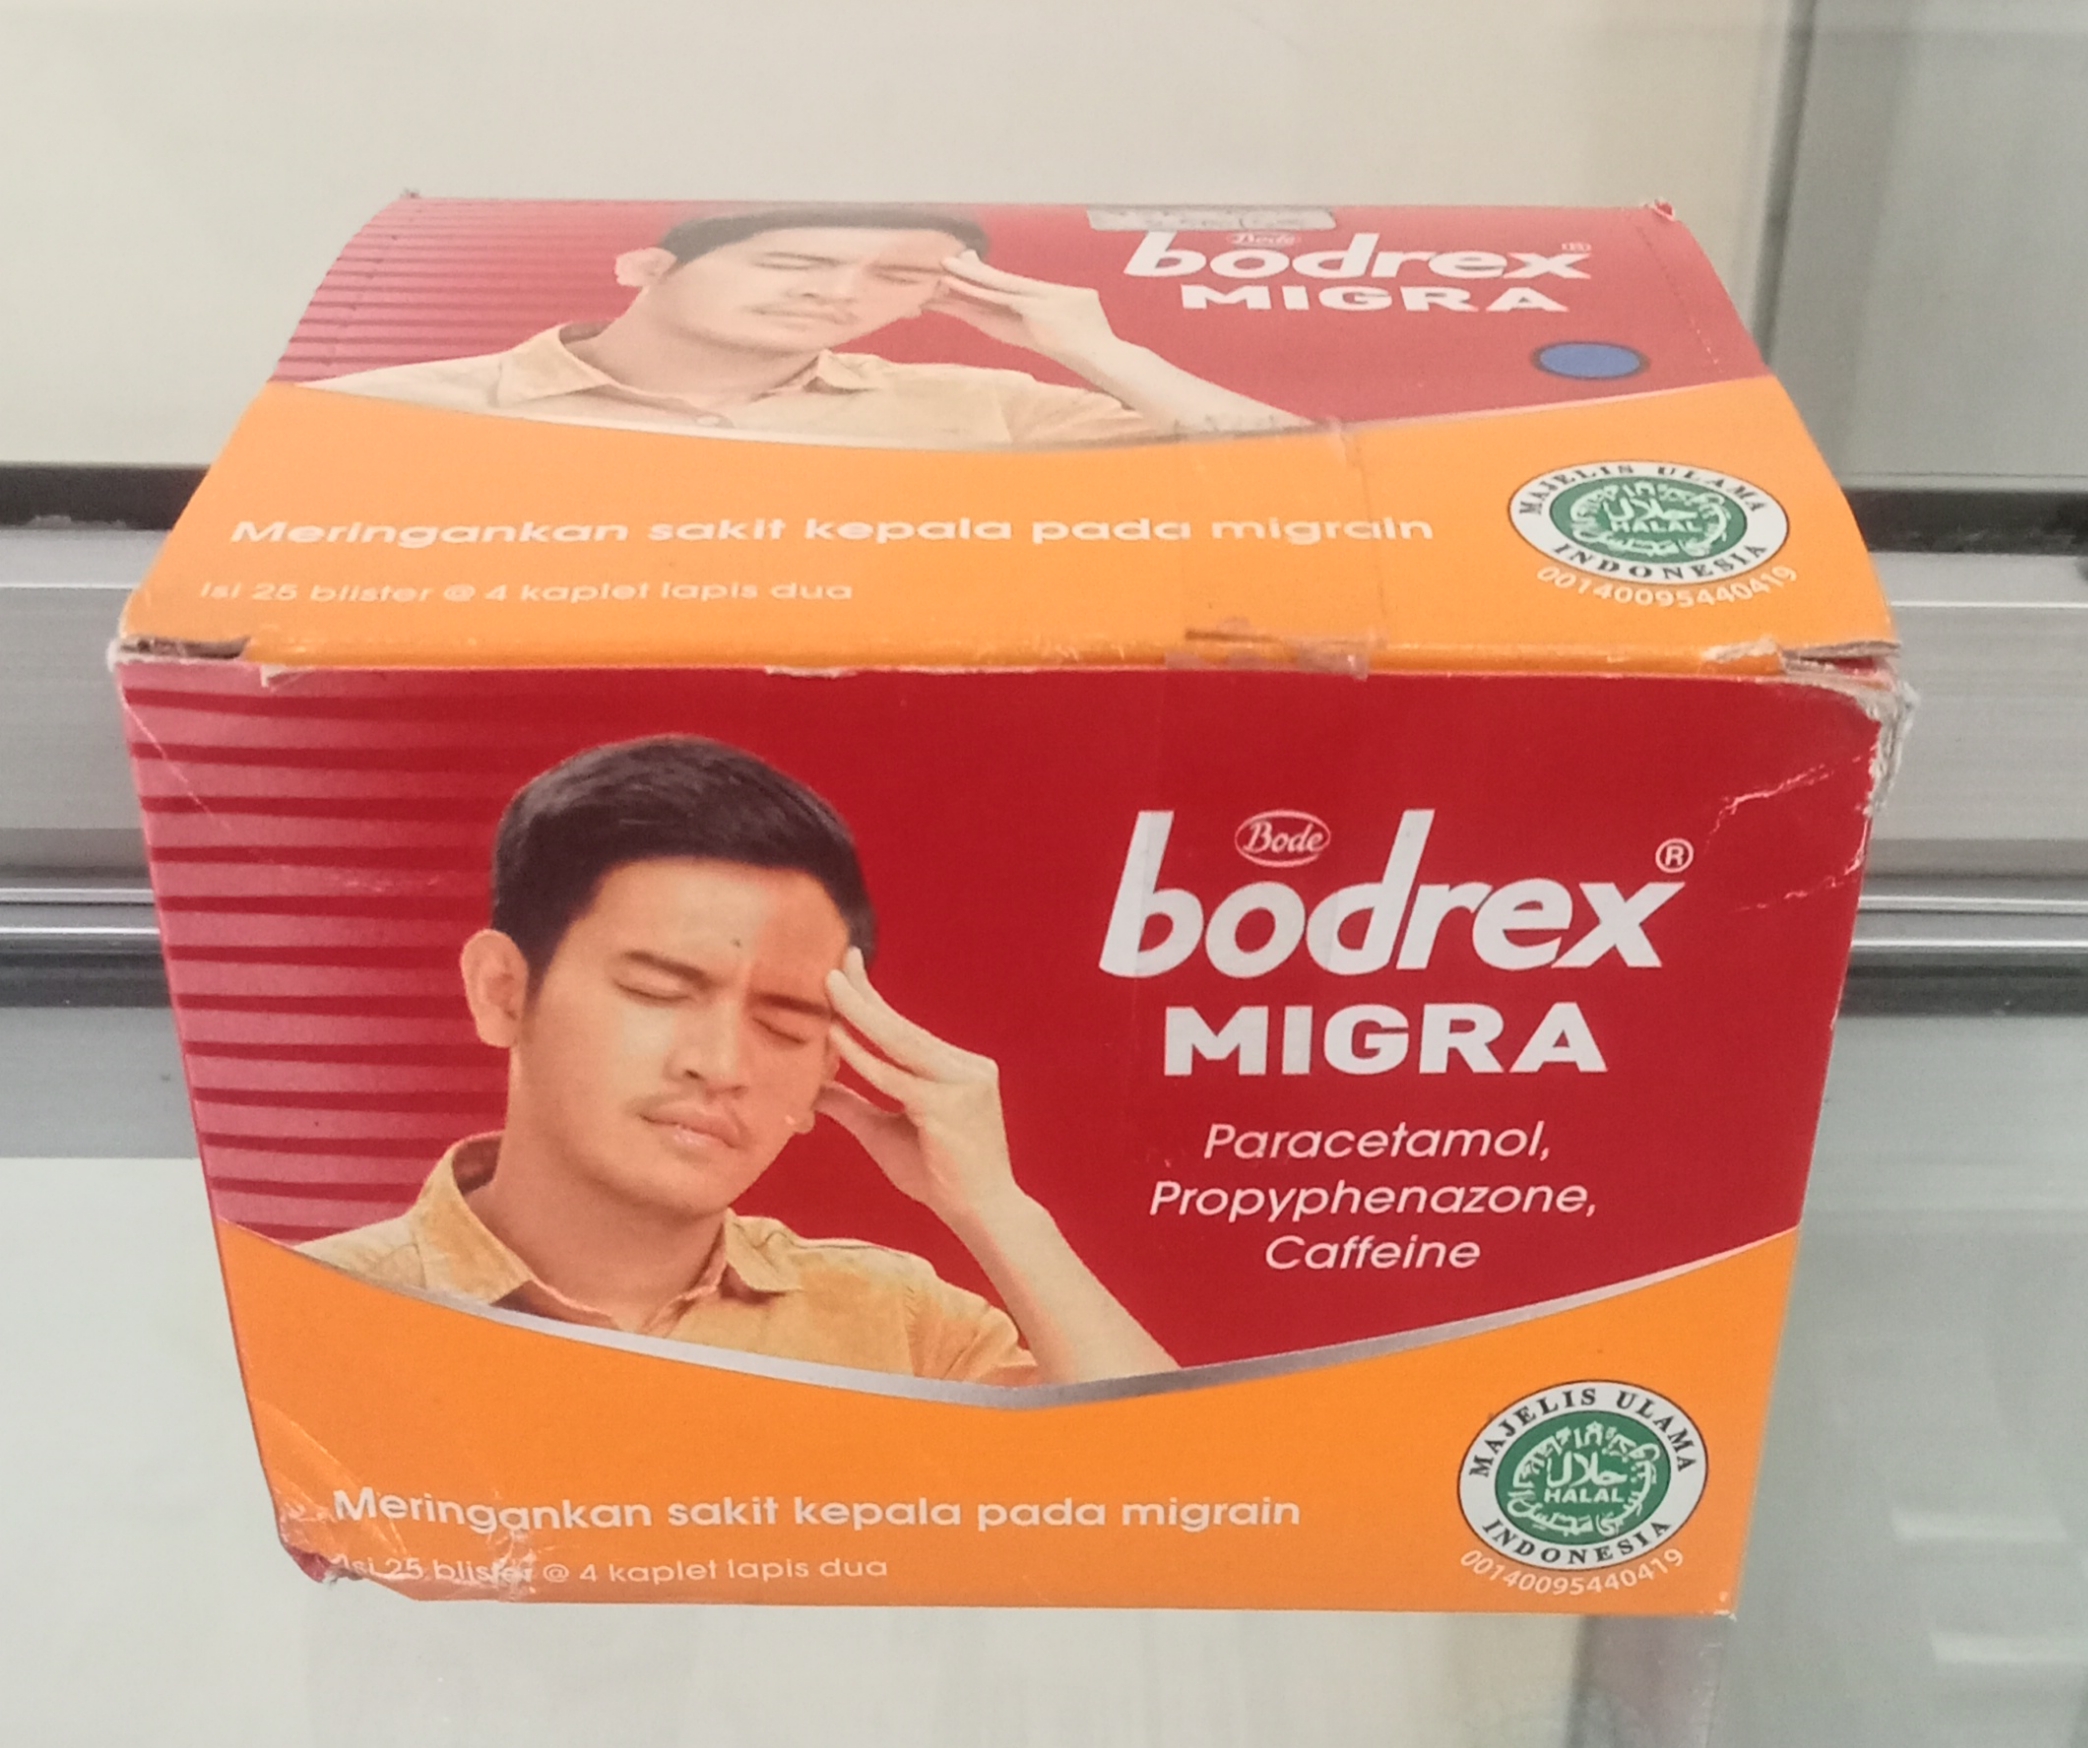 Bode
bodrex®
MIGRA
Meringankan sakit kepala pada migrain
Isi 25 blister @ 4 kaplet lapis dua
MAJELIS ULAMA
حلال
HALAL
INDONESIA
00140095440419
Bode
bodrex®
MIGRA
Paracetamol,
Propyphenazone,
Caffeine
Meringankan sakit kepala pada migrain
Isi 25 blister @ 4 kaplet lapis dua
MAJELIS ULAMA
حلال
HALAL
INDONESIA
00140095440419